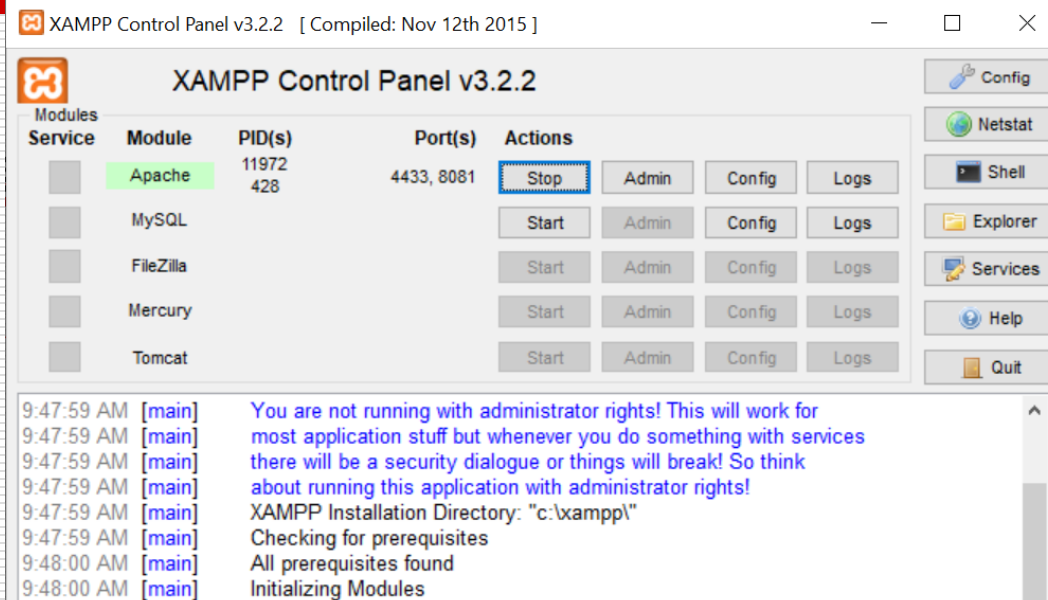 XAMPP Control Panel v3.2.2 [ Compiled: Nov 12th 2015 ]
XAMPP Control Panel v3.2.2
Config
Modules
Service Module PID(s) Port(s) Actions
Netstat
Apache 11972 428 4433, 8081 Stop Admin Config Logs
Shell
MySQL Start Admin Config Logs
Explorer
FileZilla Start Admin Config Logs
Services
Mercury Start Admin Config Logs
Help
Tomcat Start Admin Config Logs
Quit
9:47:59 AM [main] You are not running with administrator rights! This will work for
9:47:59 AM [main] most application stuff but whenever you do something with services
9:47:59 AM [main] there will be a security dialogue or things will break! So think
9:47:59 AM [main] about running this application with administrator rights!
9:47:59 AM [main] XAMPP Installation Directory: "c:\xampp\"
9:47:59 AM [main] Checking for prerequisites
9:48:00 AM [main] All prerequisites found
9:48:00 AM [main] Initializing Modules